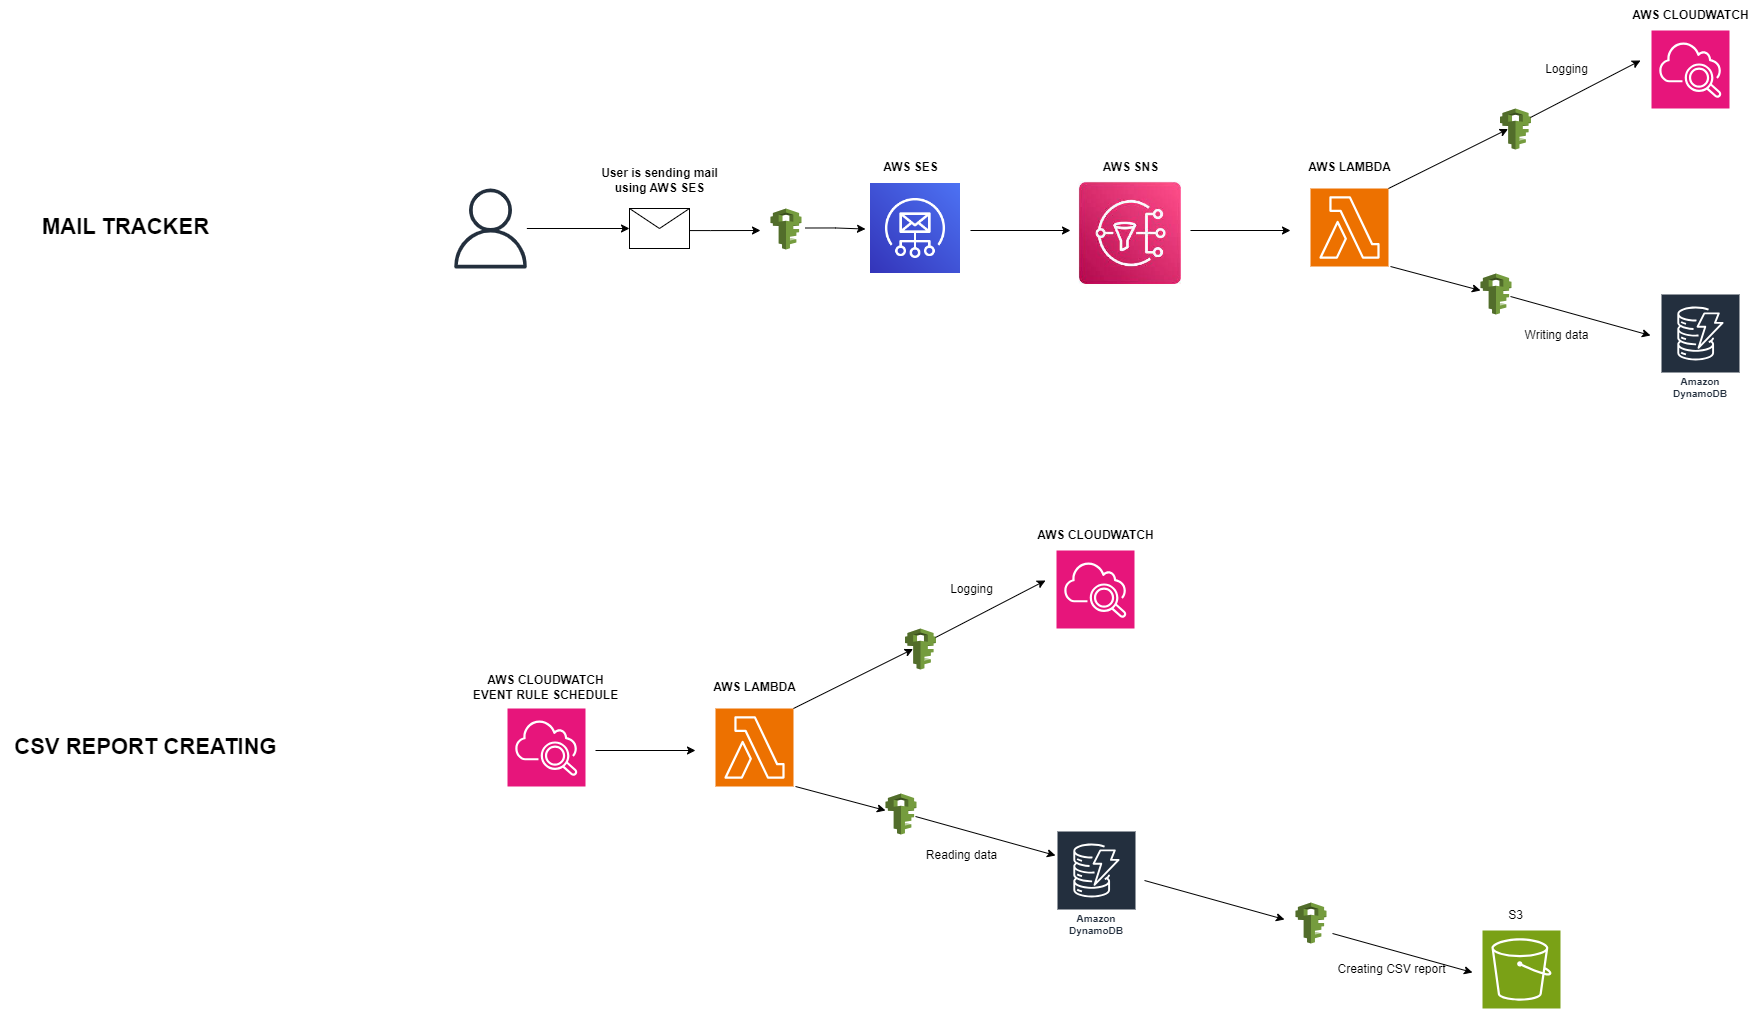 AWS CLOUDWATCH
Logging
User is sending mail
using AWS SES
AWS SES
AWS SNS
AWS LAMBDA
MAIL TRACKER
Writing data
Amazon
DynamoDB
AWS CLOUDWATCH
Logging
AWS CLOUDWATCH
EVENT RULE SCHEDULE
AWS LAMBDA
CSV REPORT CREATING
Reading data
Amazon
DynamoDB
S3
Creating CSV report